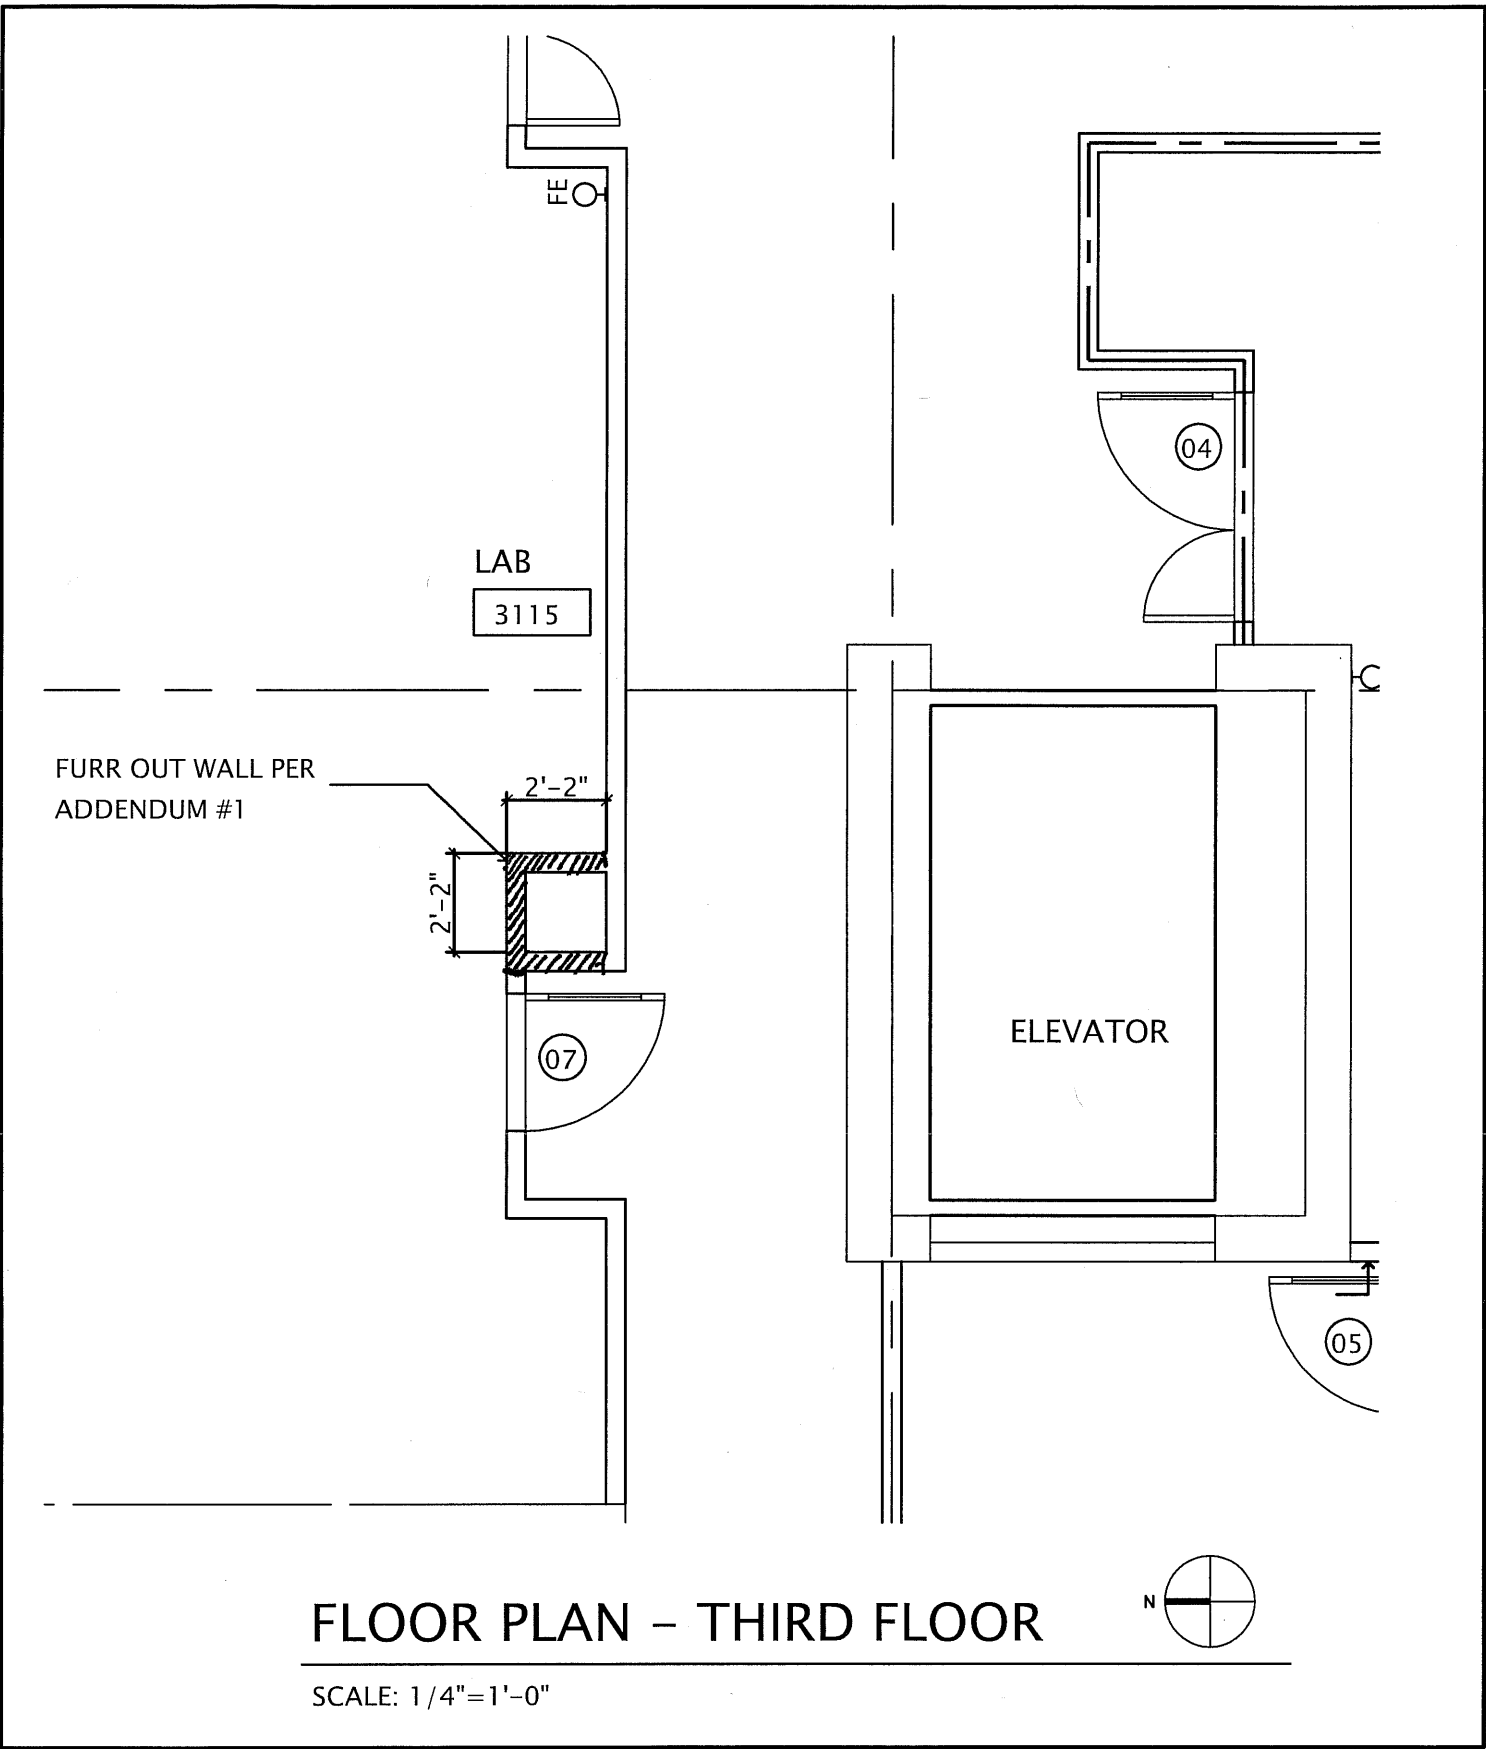 FE
04
LAB
3115
FURR OUT WALL PER
ADDENDUM #1
2'-2"
2'-2"
ELEVATOR
07
05
FLOOR PLAN – THIRD FLOOR
N
SCALE: 1/4"=1'-0"